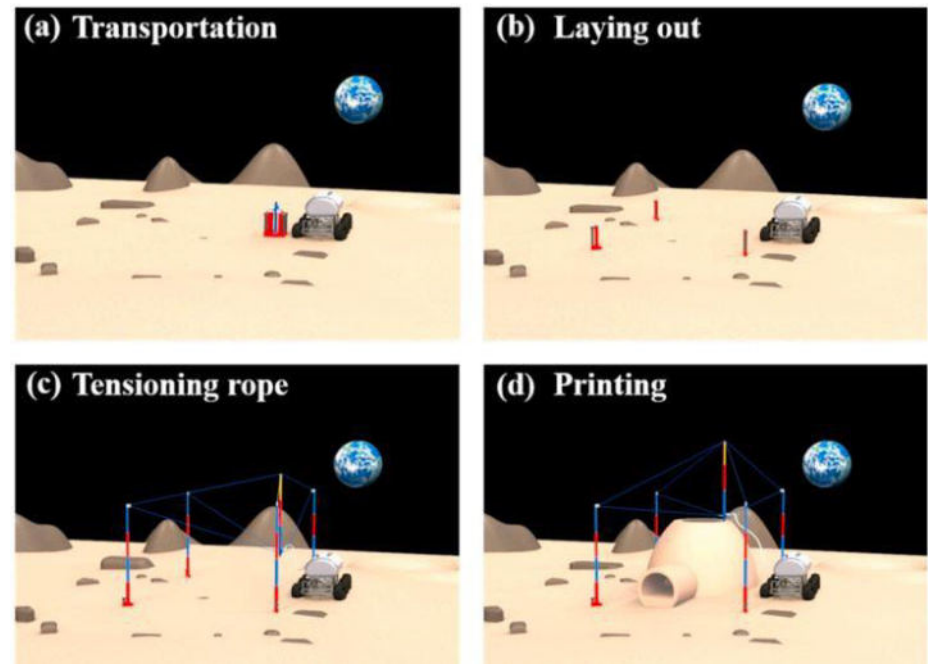 (a) Transportation
(b) Laying out
(c) Tensioning rope
(d) Printing